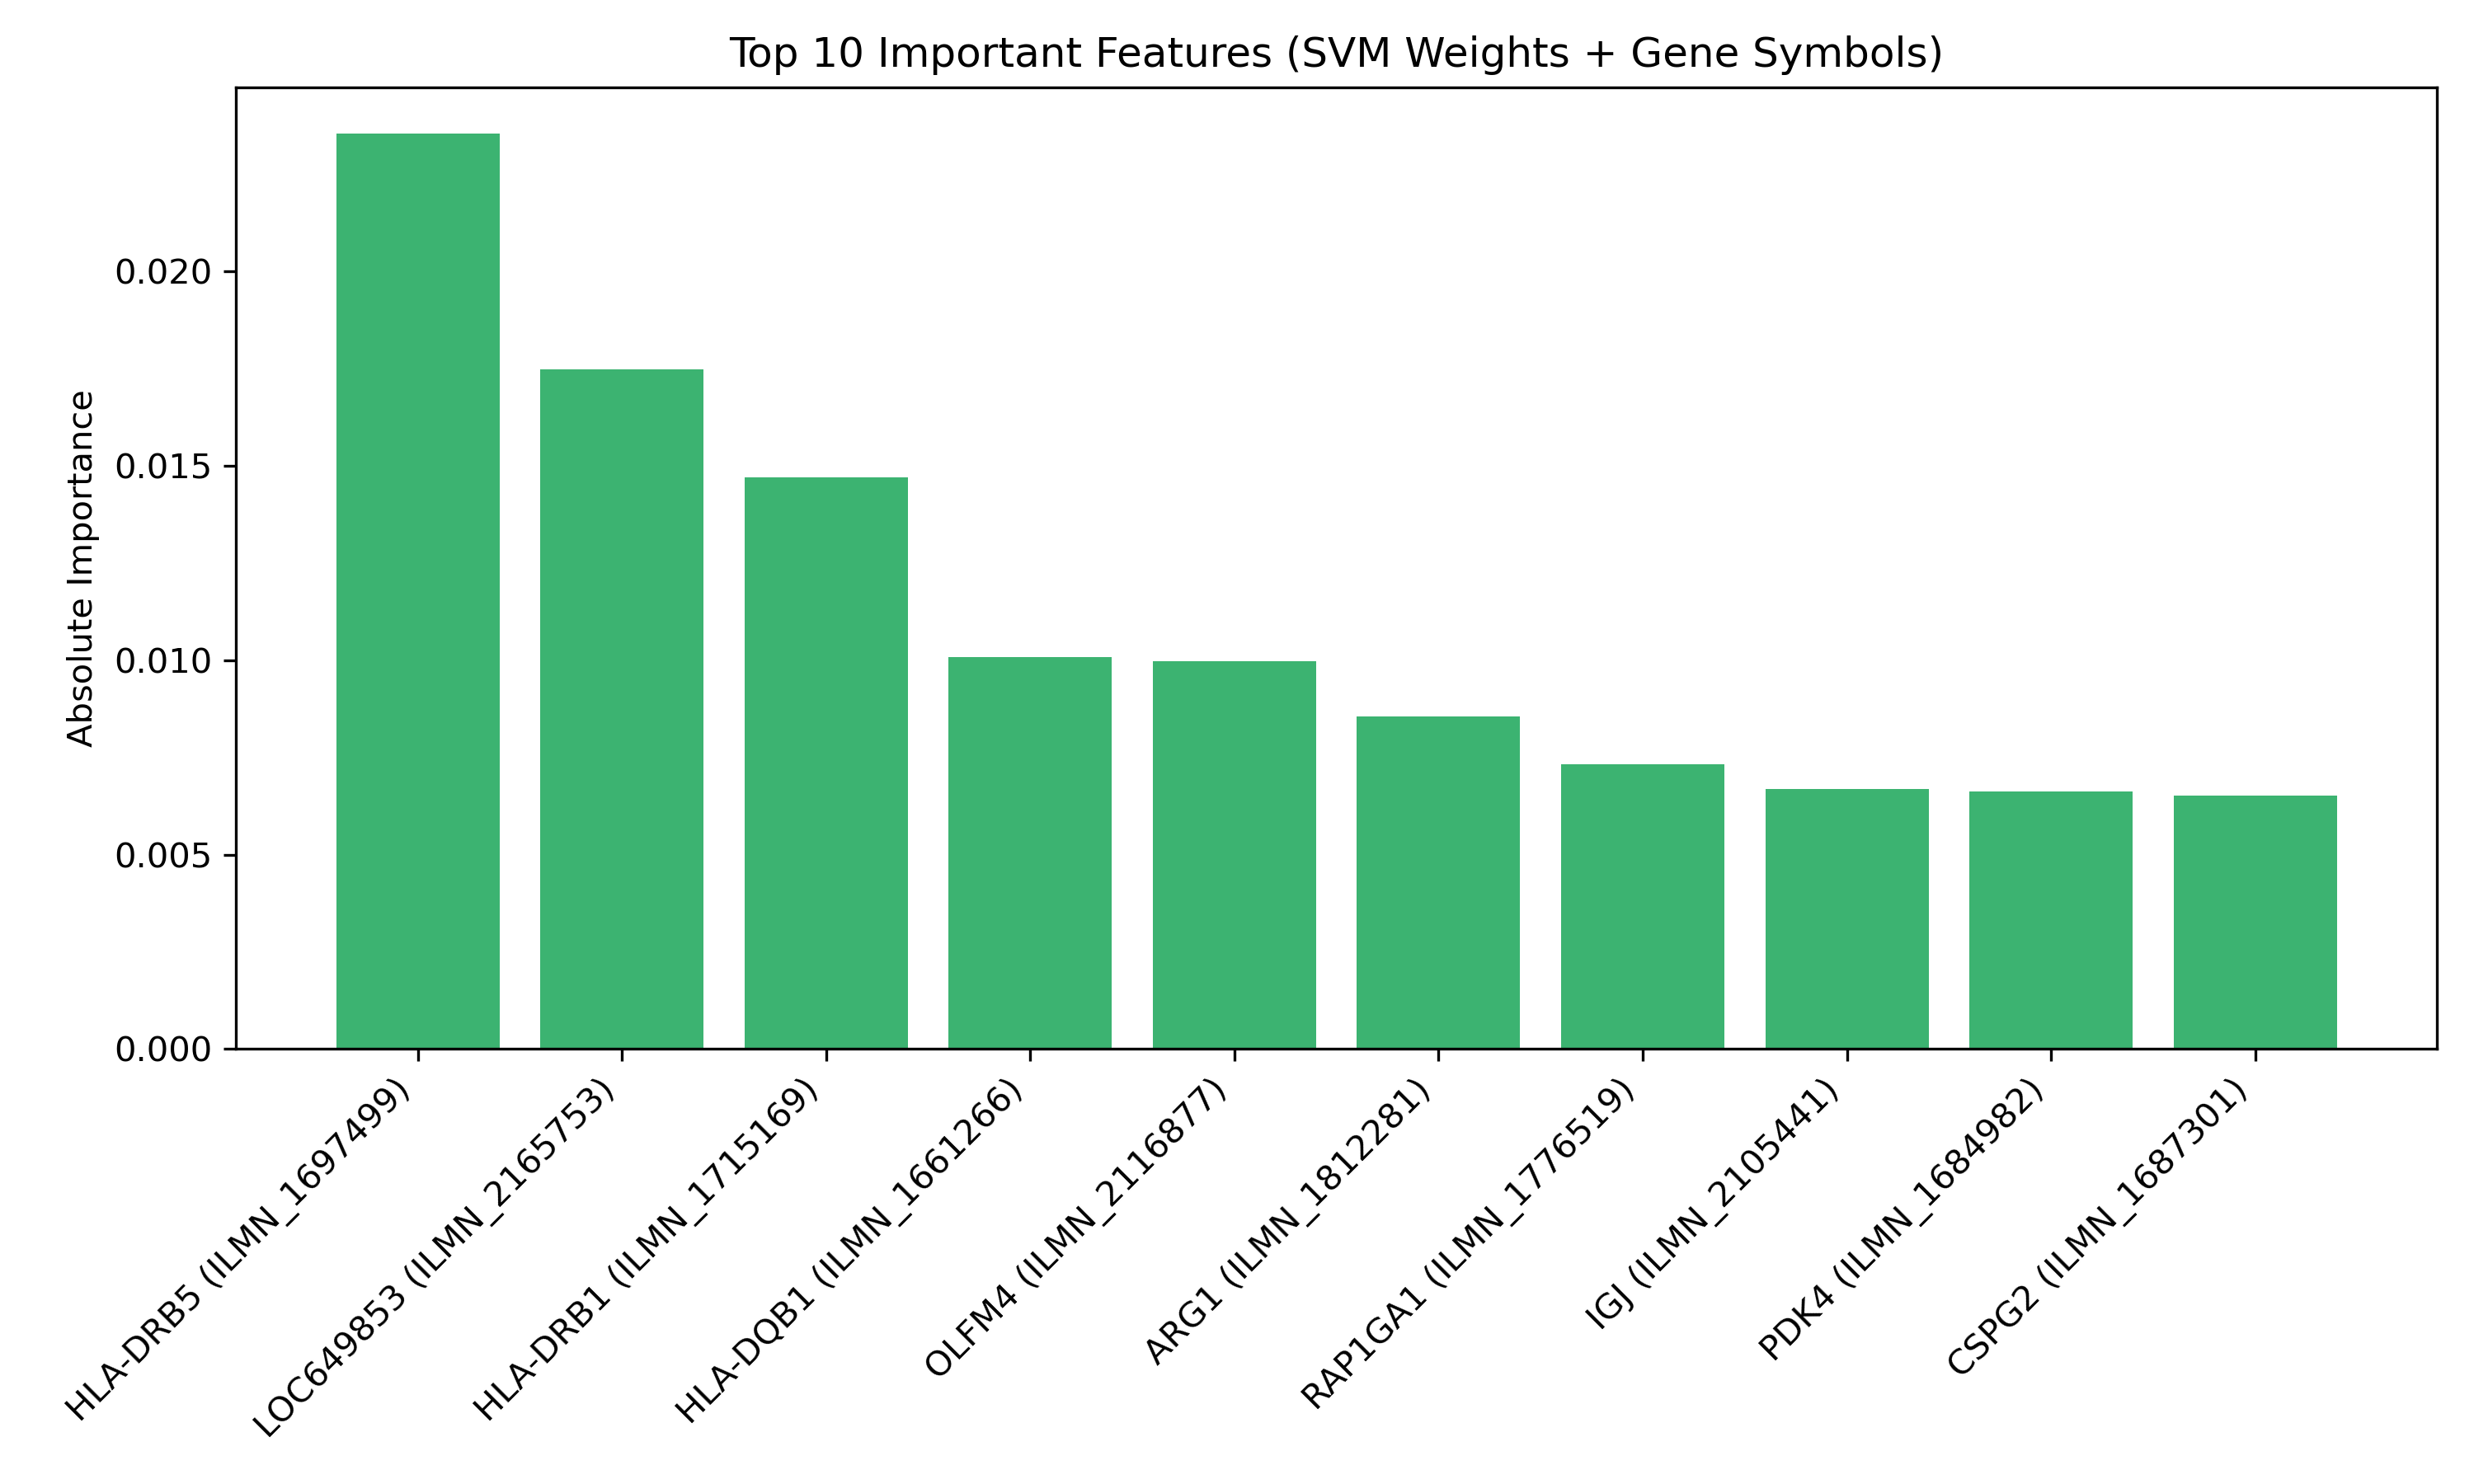 Top 10 Important Features (SVM Weights + Gene Symbols)
Absolute Importance
0.020
0.015
0.010
0.005
0.000
HLA-DRB5 (ILMN_1697499)
LOC649853 (ILMN_2165753)
HLA-DRB1 (ILMN_1715169)
HLA-DQB1 (ILMN_1661266)
OLFM4 (ILMN_2116877)
ARG1 (ILMN_1812281)
RAP1GA1 (ILMN_1776519)
IGJ (ILMN_2105441)
PDK4 (ILMN_1684982)
CSPG2 (ILMN_1687301)